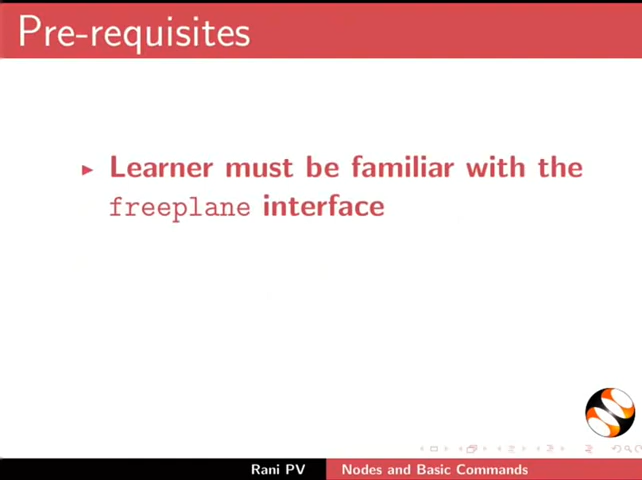 Pre-requisites
Learner must be familiar with the
freeplane interface
Rani PV
Nodes and Basic Commands